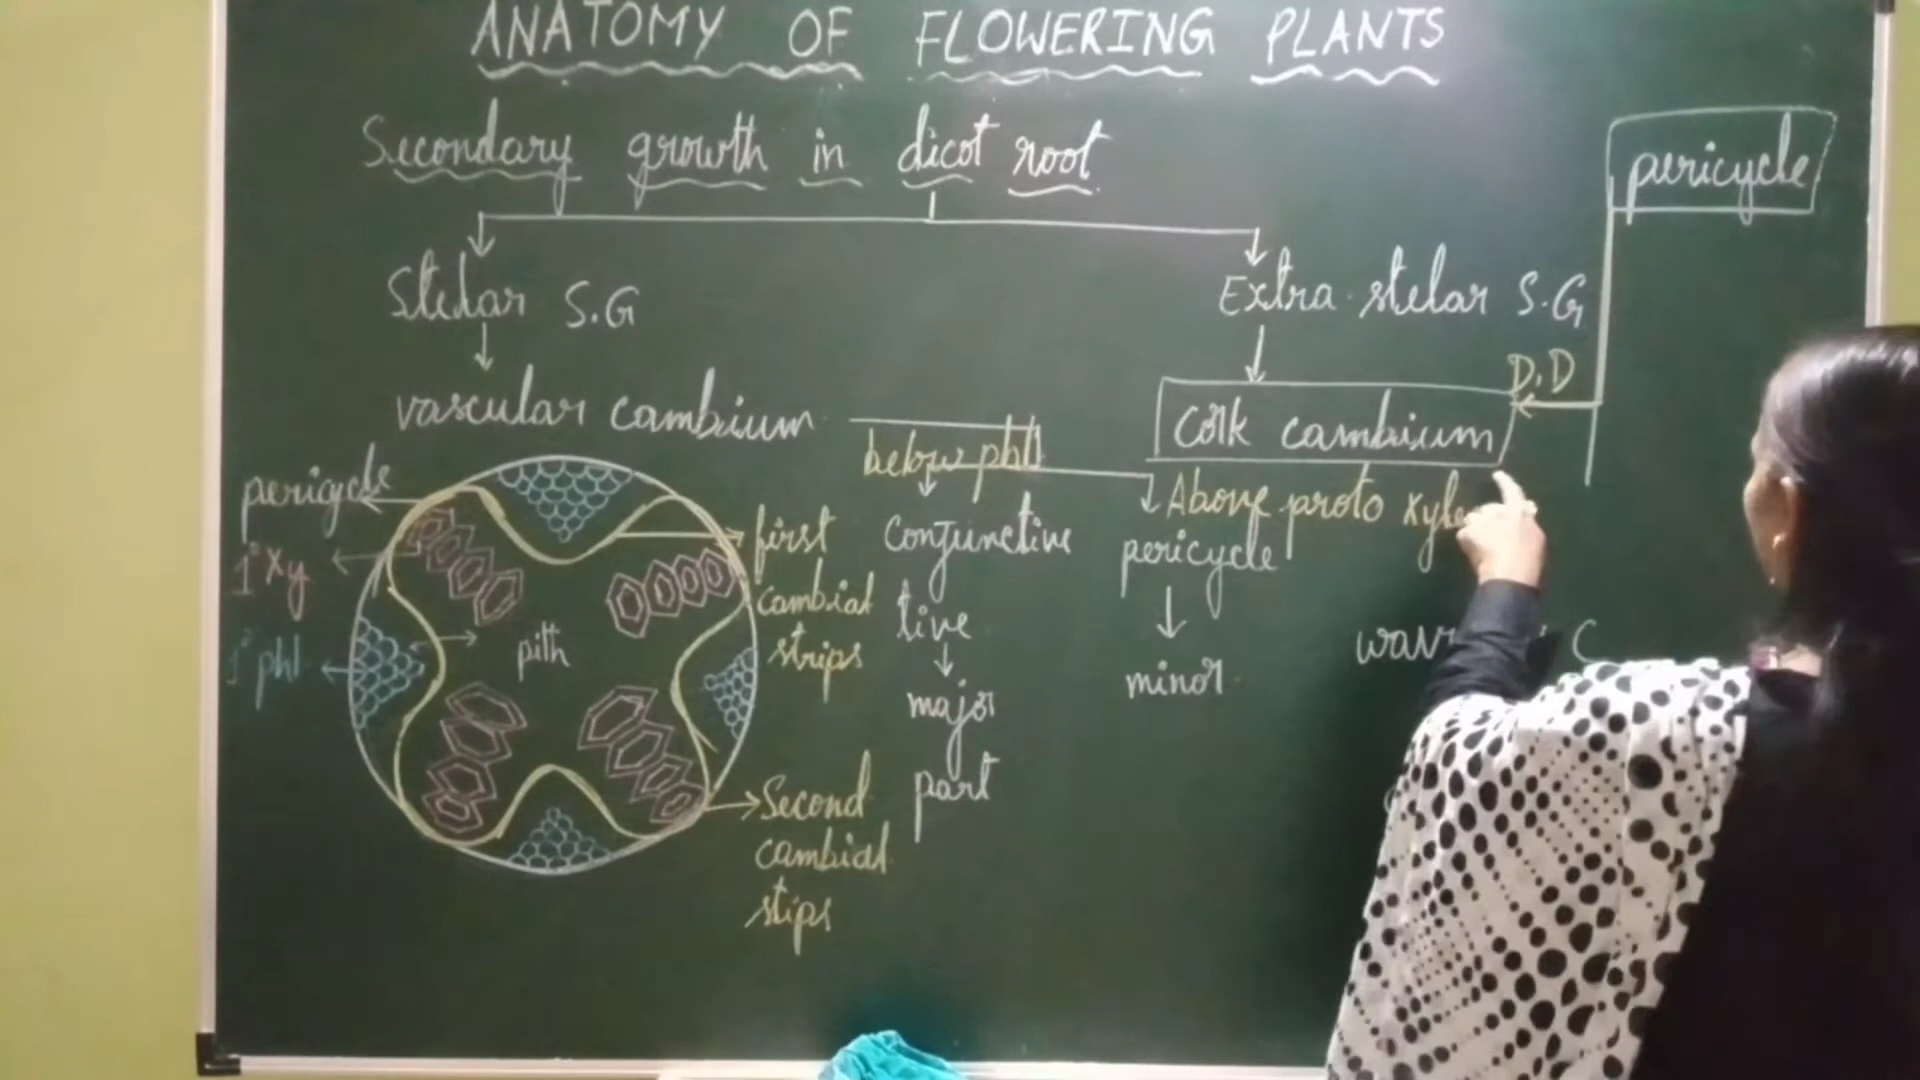 ANATOMY OF FLOWERING PLANTS
Secondary growth in dicot root
pericycle
Stelar S.G
Extra-stelar S.G
D.D
vascular cambium
Cork cambium
below phl
Above proto
pericycle
1° Xy
1° phl
pith
first
cambial
strips
Second
cambial
stips
conjunctive
tive
major
part
pericycle
minor
C